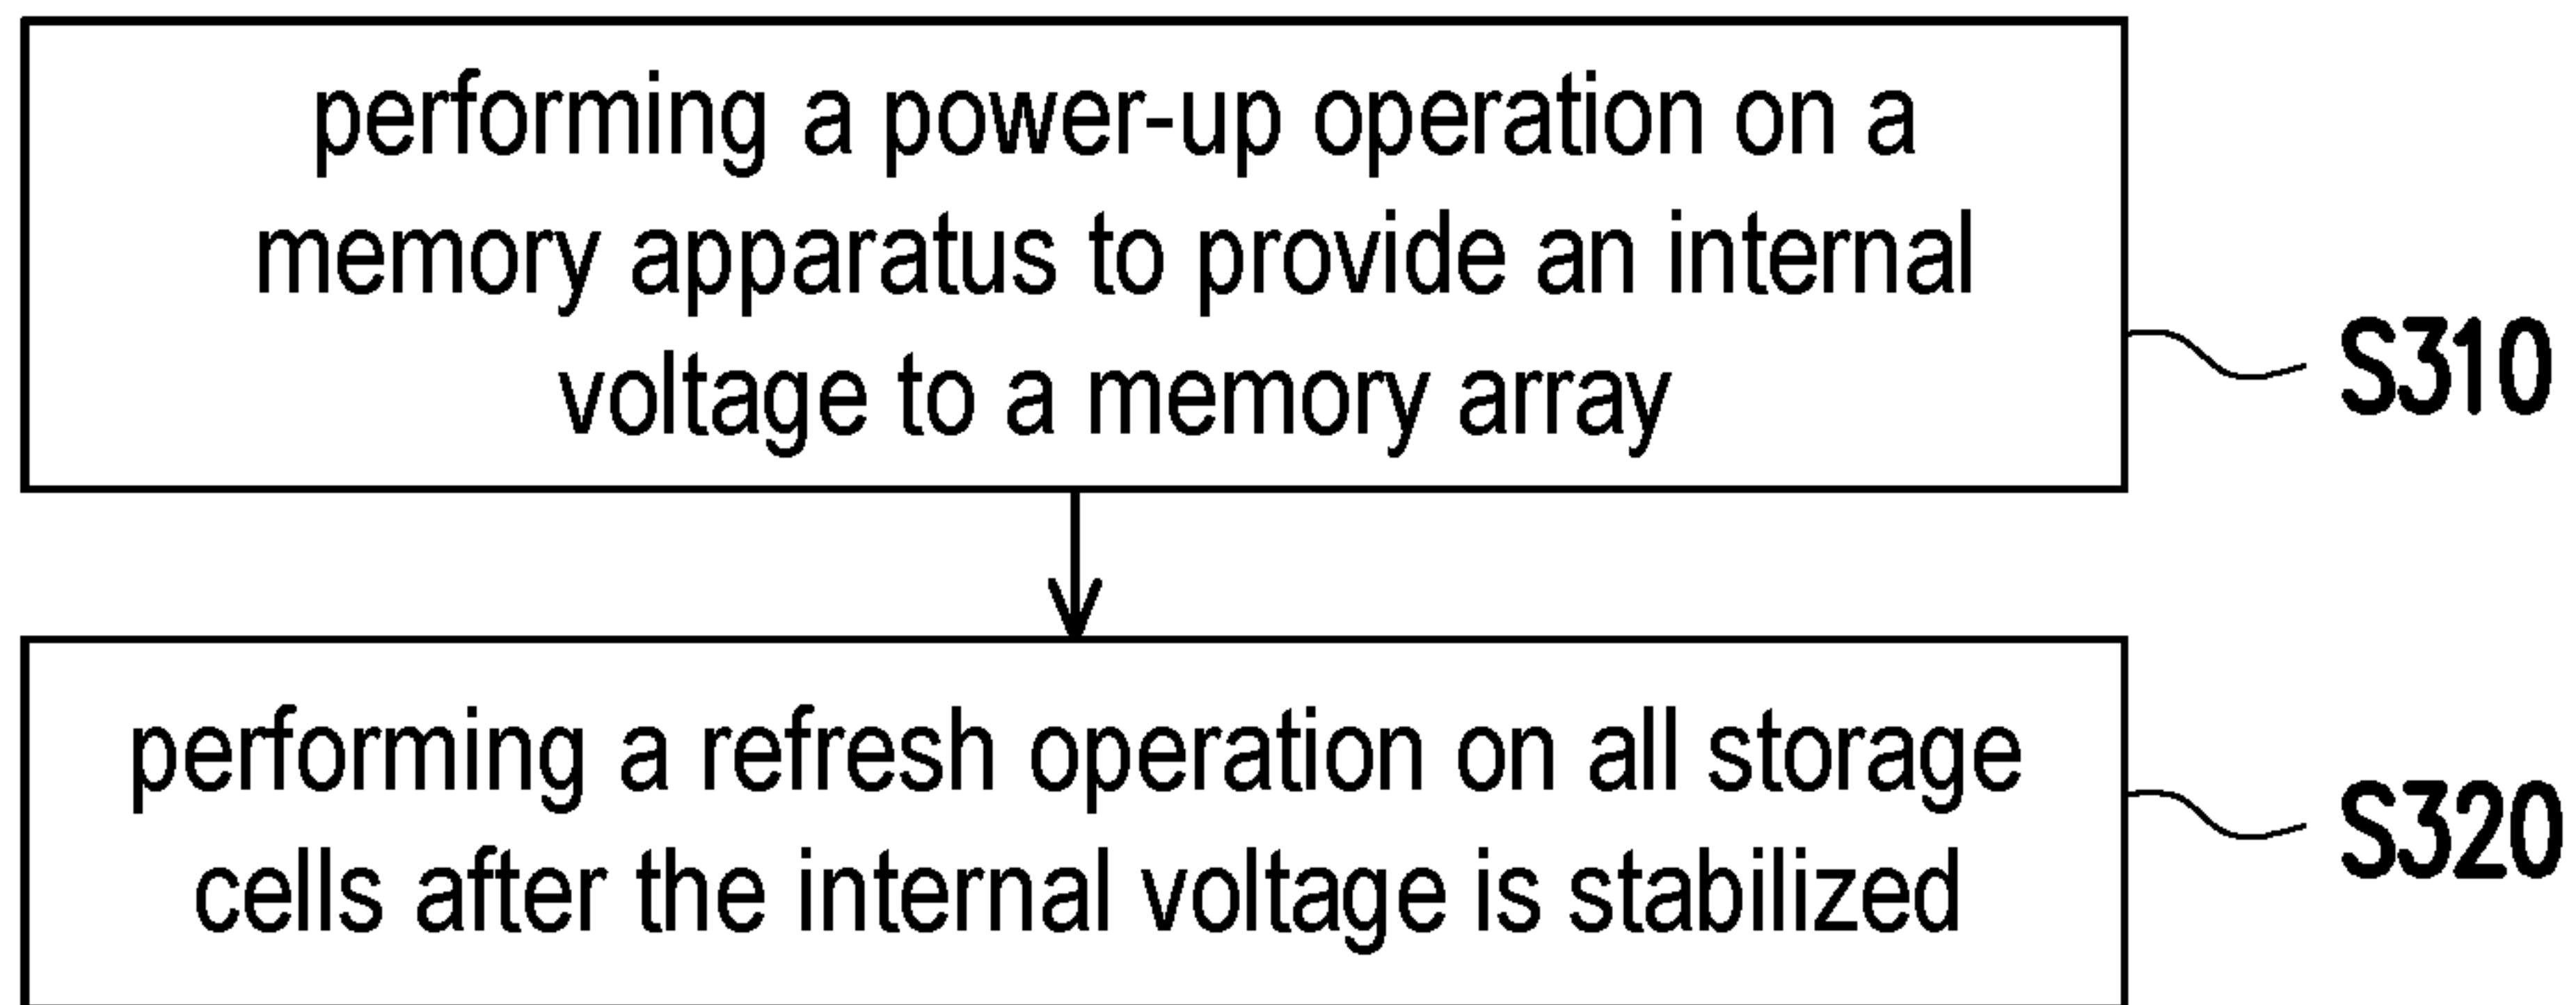 performing a power-up operation on a
memory apparatus to provide an internal
voltage to a memory array
S310
performing a refresh operation on all storage
cells after the internal voltage is stabilized
S320